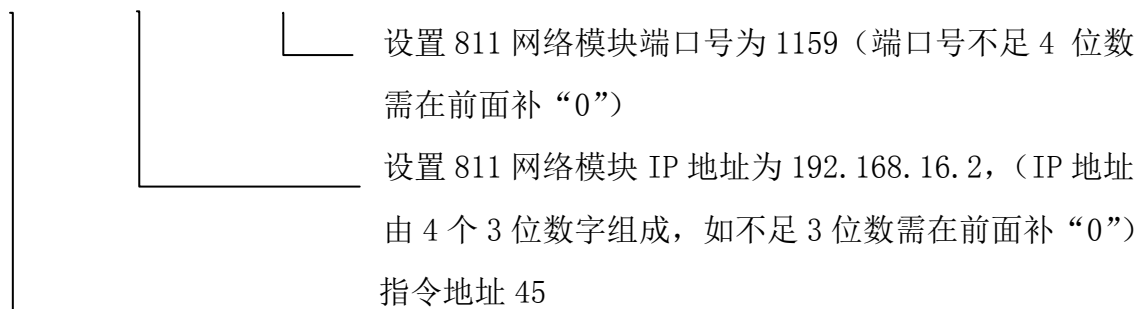 设置 811 网络模块端口号为 1159（端口号不足 4 位数
需在前面补“0”）
设置 811 网络模块 IP 地址为 192.168.16.2，（IP 地址
由 4 个 3 位数字组成，如不足 3 位数需在前面补“0”）
指令地址 45